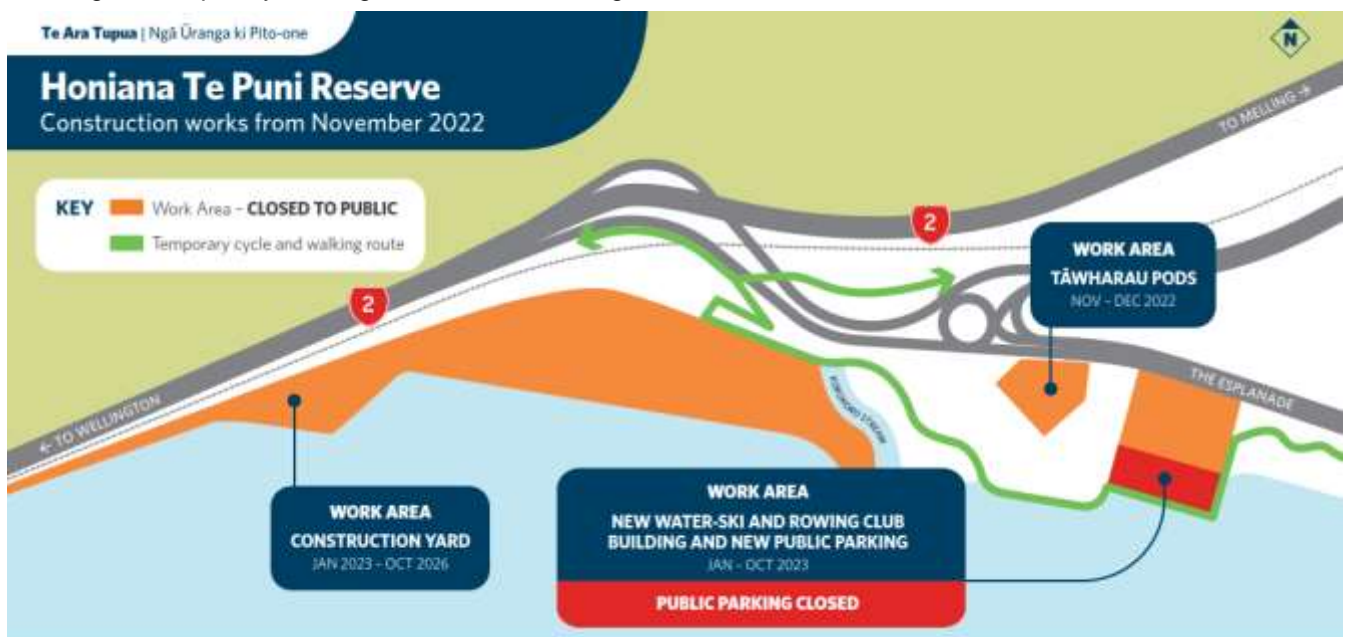 Te Ara Tupua | Ngā Ūranga ki Pito-one
N
Honiana Te Puni Reserve
Construction works from November 2022
TO MELLING →
KEY
Work Area – CLOSED TO PUBLIC
Temporary cycle and walking route
2
WORK AREA
TĀWHARAU PODS
NOV – DEC 2022
2
THE ESPLANADE
← TO WELLINGTON
STREAM
WORK AREA
CONSTRUCTION YARD
JAN 2023 – OCT 2026
WORK AREA
NEW WATER-SKI AND ROWING CLUB
BUILDING AND NEW PUBLIC PARKING
JAN - OCT 2023
PUBLIC PARKING CLOSED